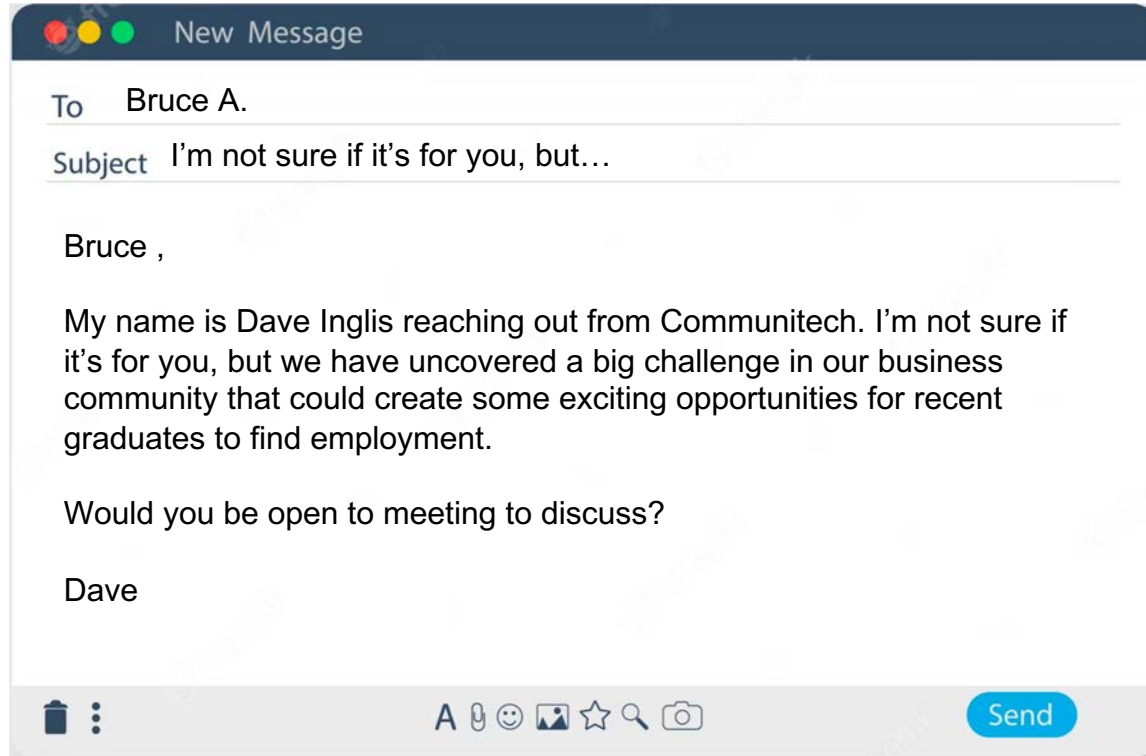 New Message
To Bruce A.
Subject I'm not sure if it's for you, but…
Bruce ,
My name is Dave Inglis reaching out from Communitech. I'm not sure if
it's for you, but we have uncovered a big challenge in our business
community that could create some exciting opportunities for recent
graduates to find employment.
Would you be open to meeting to discuss?
Dave
A
Send